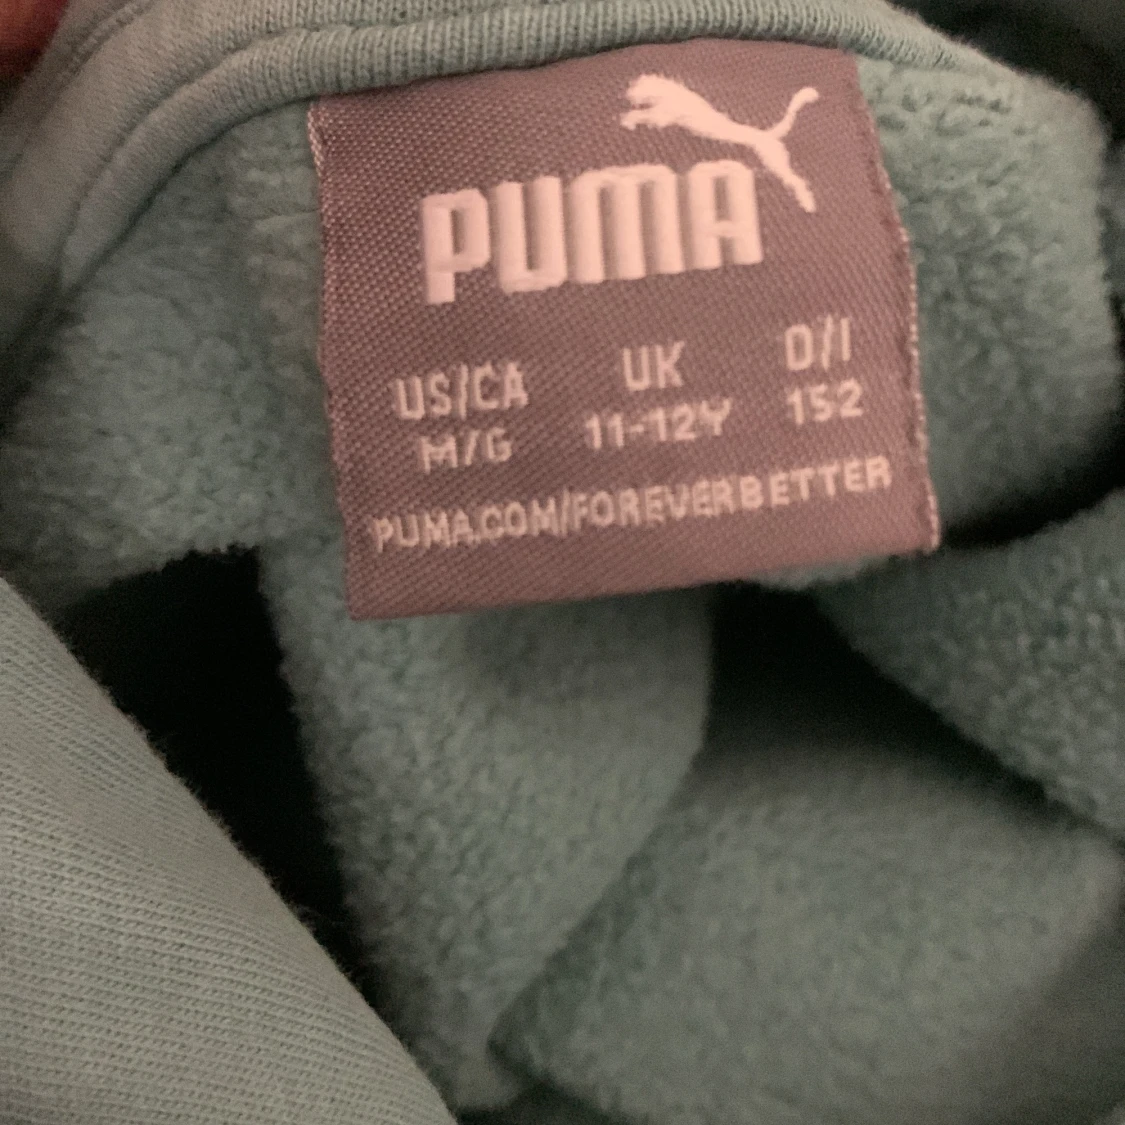 PUMA
US/CA UK D/I
M/G 11-12Y 152
PUMA.COM/FOREVERBETTER